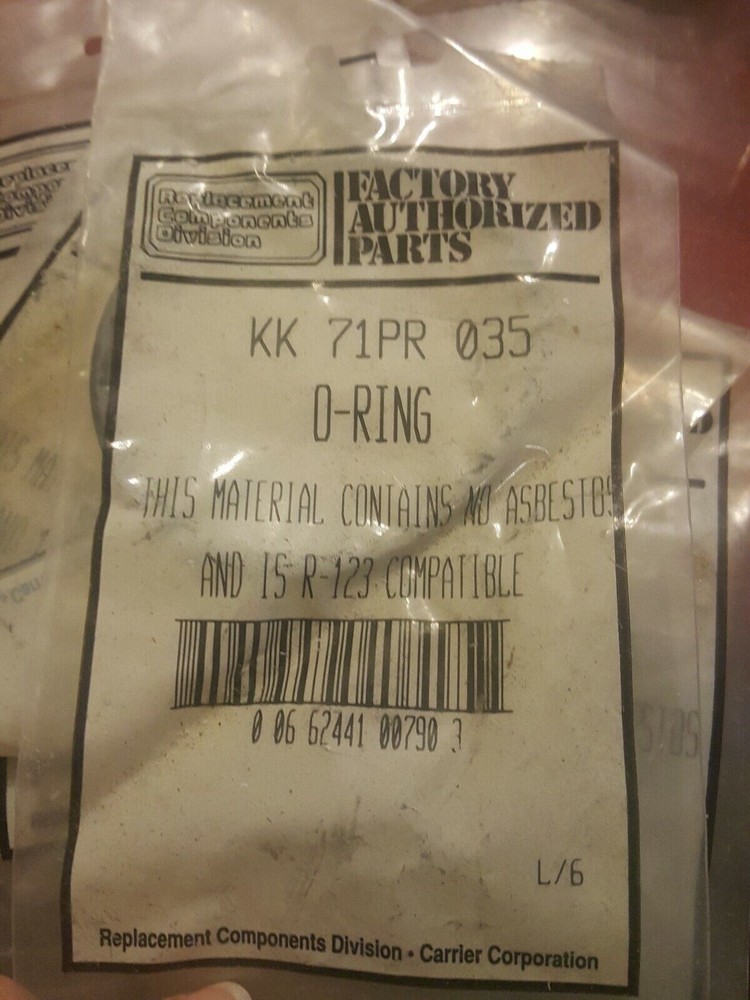 Replacement
Components
Division
FACTORY
AUTHORIZED
PARTS
KK 71PR 035
O-RING
THIS MATERIAL CONTAINS NO ASBESTOS
AND IS R-123 COMPATIBLE
0 06 62441 00790 3
L/6
Replacement Components Division • Carrier Corporation